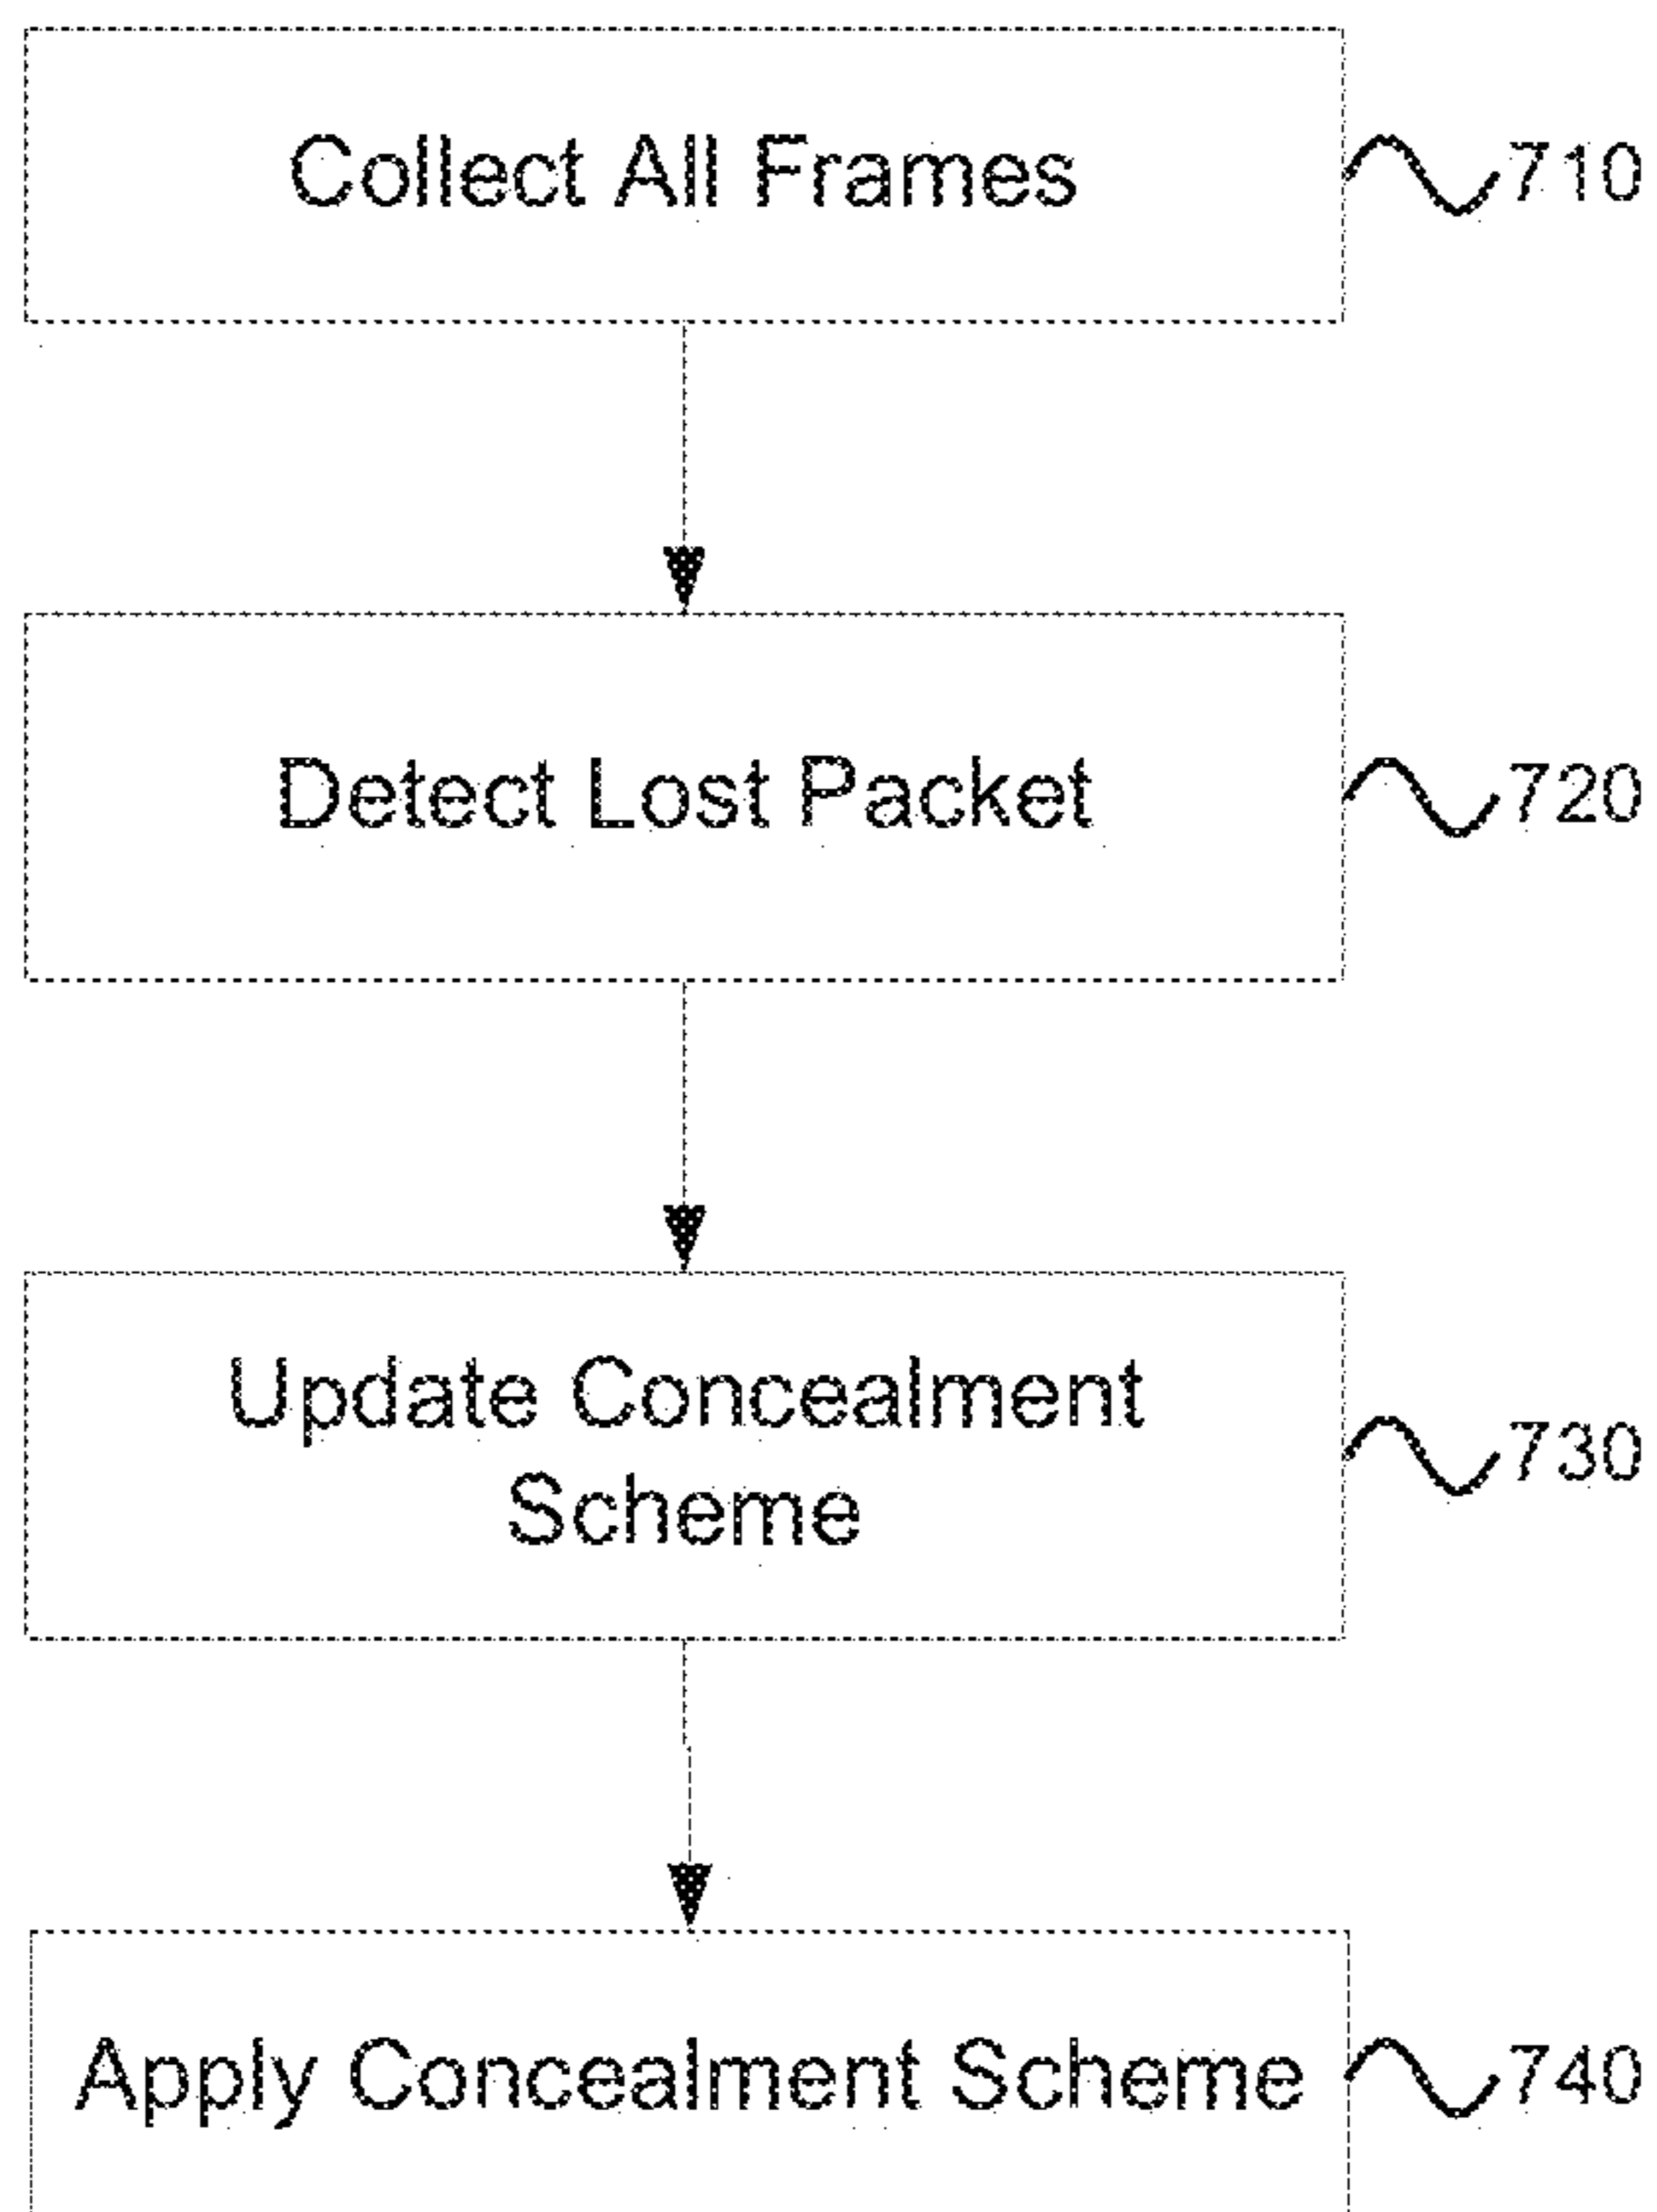 Collect All Frames
710
Detect Lost Packet
720
Update Concealment
Scheme
730
Apply Concealment Scheme
740